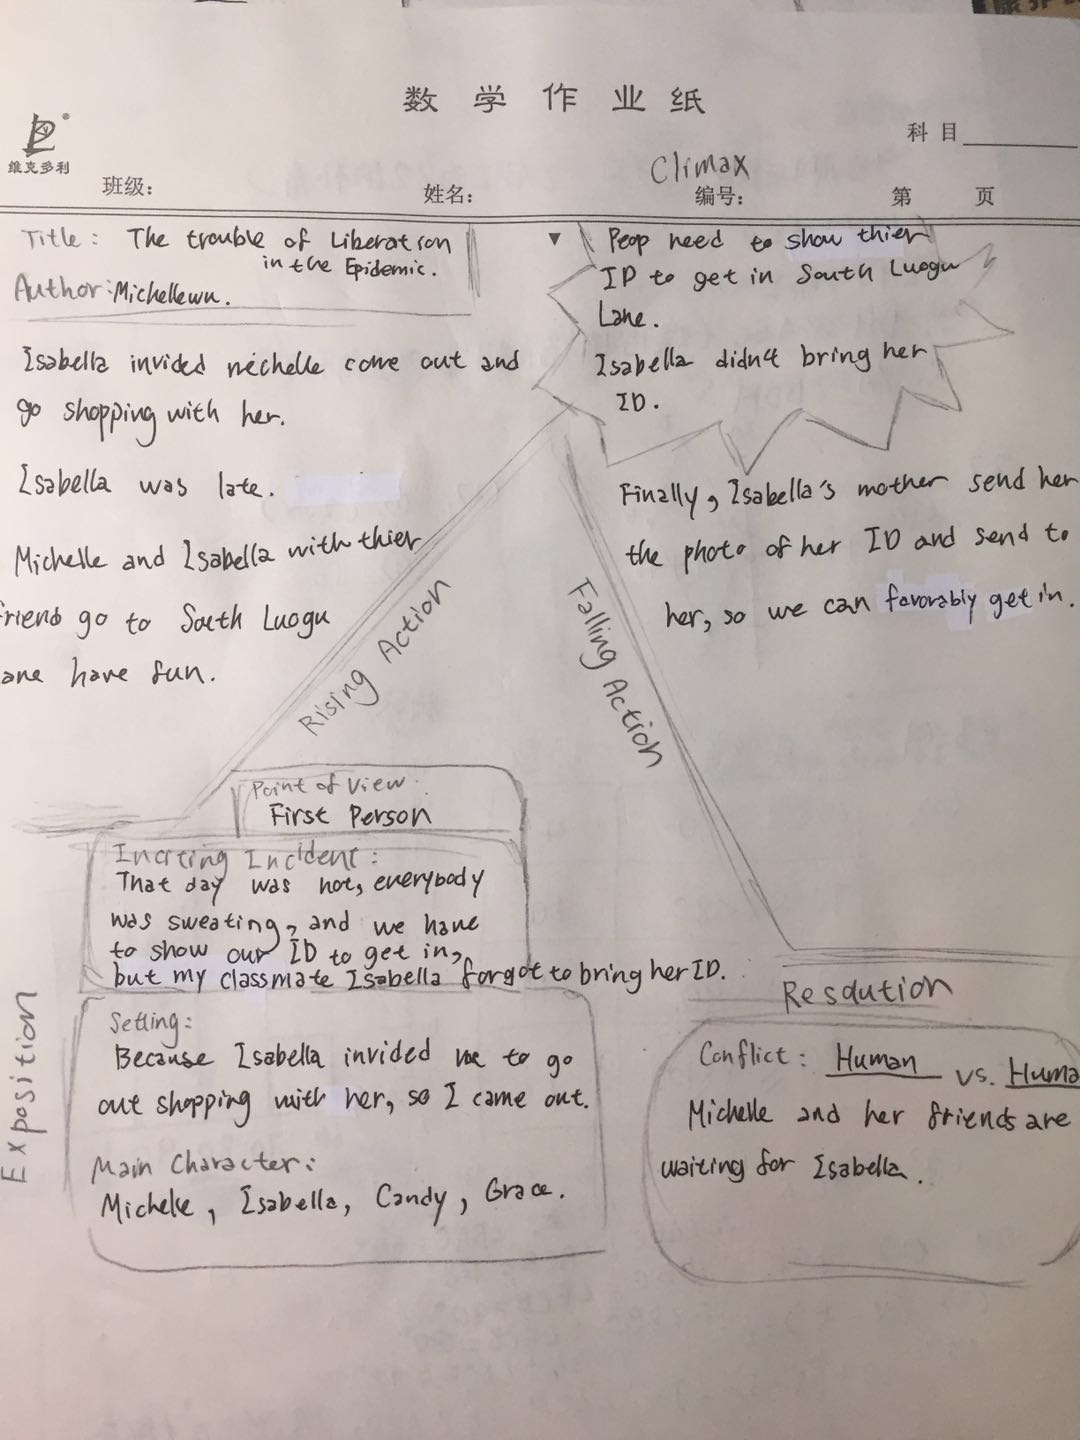 数学作业纸
科目
维克多利
Climax
班级：
姓名：
编号：
第 页
Title: The trouble of Liberation
in the Epidemic.
Author: Michellewu.
Isabella invided michelle come out and
go shopping with her.
Isabella was late.
Michelle and Isabella with thier
friend go to South Luogu
ane have fun.
Rising Action
Peop need to show thier
ID to get in South Luogu
Lane.
Isabella didn't bring her
ID.
Finally, Isabella's mother send her
the photo of her ID and send to
her, so we can favorably get in.
Falling Action
Point of View:
First Person
Inciting Incident:
That day was hot, everybody
was sweating, and we have
to show our ID to get in,
but my classmate Isabella forgot to bring her ID.
Exposition
Setting:
Because Isabella invided me to go
out shopping with her, so I came out.
Main Character:
Michelle, Isabella, Candy, Grace.
Resdution
Conflict: Human vs. Huma
Michelle and her friends are
waiting for Isabella.